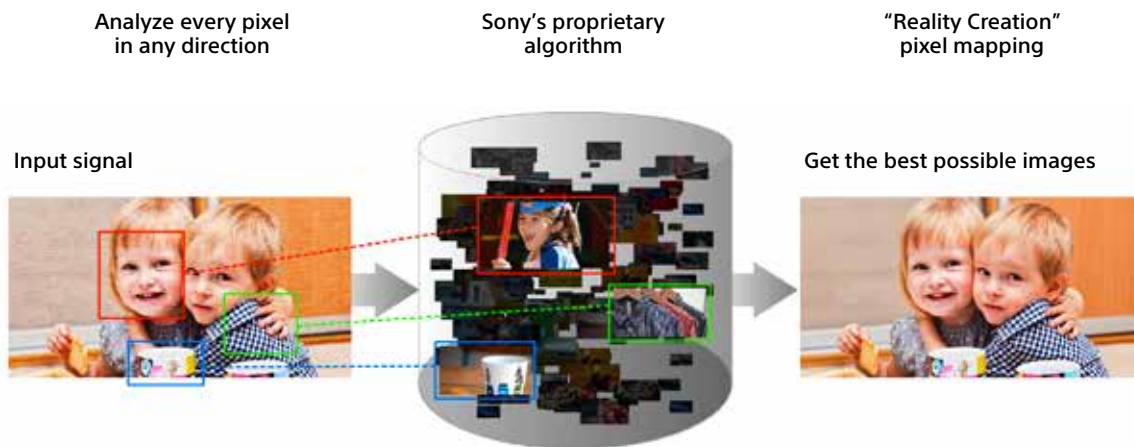 Analyze every pixel
in any direction
Sony’s proprietary
algorithm
“Reality Creation”
pixel mapping
Input signal
Get the best possible images